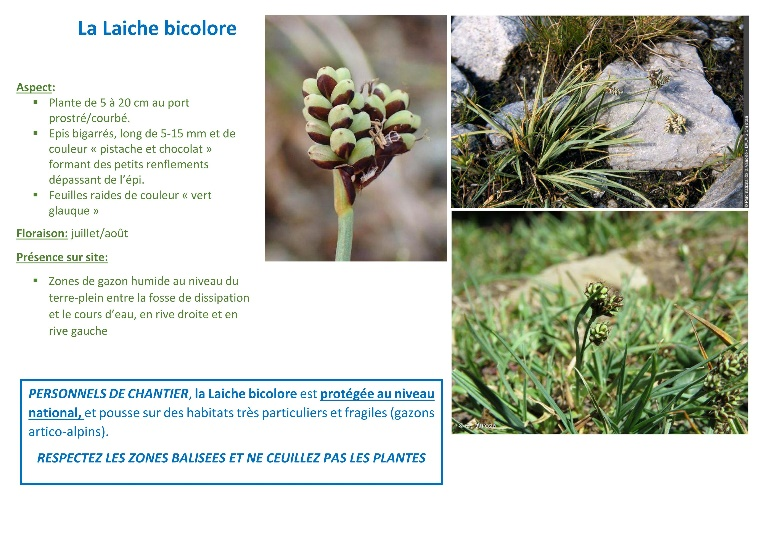 La Laiche bicolore
Aspect:
▪ Plante de 5 à 20 cm au port
prostré/courbé.
▪ Epis bigarrés, long de 5-15 mm et de
couleur « pistache et chocolat »
formant des petits renflements
dépassant de l'épi.
▪ Feuilles raides de couleur « vert
glauque »
Floraison: juillet/août
Présence sur site:
▪ Zones de gazon humide au niveau du
terre-plein entre la fosse de dissipation
et le cours d'eau, en rive droite et en
rive gauche
PERSONNELS DE CHANTIER, la Laiche bicolore est protégée au niveau
national, et pousse sur des habitats très particuliers et fragiles (gazons
artico-alpins).
RESPECTEZ LES ZONES BALISEES ET NE CEUILLEZ PAS LES PLANTES